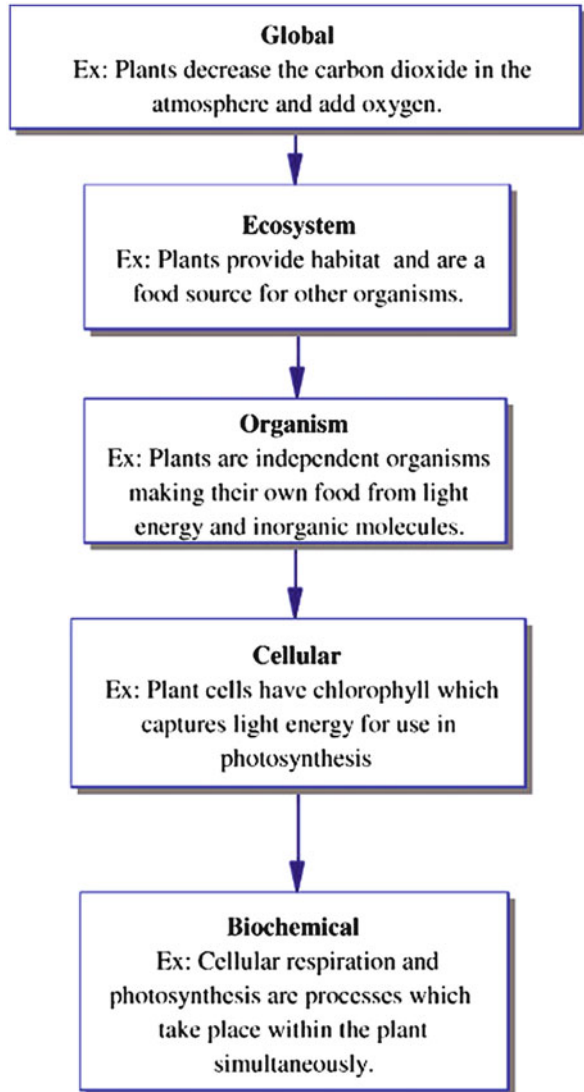 Global
Ex: Plants decrease the carbon dioxide in the
atmosphere and add oxygen.
Ecosystem
Ex: Plants provide habitat and are a
food source for other organisms.
Organism
Ex: Plants are independent organisms
making their own food from light
energy and inorganic molecules.
Cellular
Ex: Plant cells have chlorophyll which
captures light energy for use in
photosynthesis
Biochemical
Ex: Cellular respiration and
photosynthesis are processes which
take place within the plant
simultaneously.